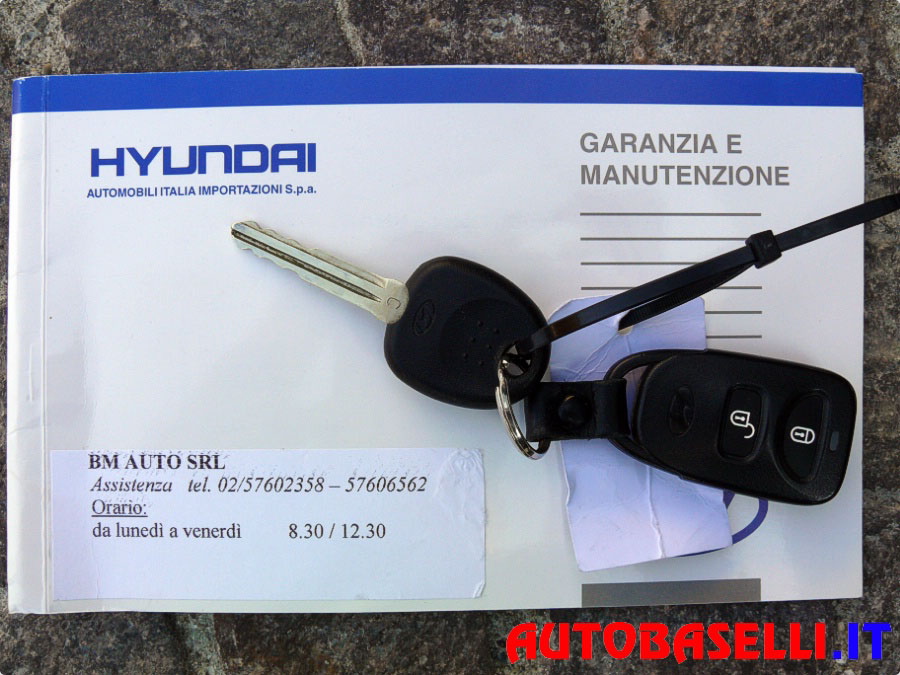 HYUNDAI
AUTOMOBILI ITALIA IMPORTAZIONI S.p.a.
GARANZIA E
MANUTENZIONE
C
BM AUTO SRL
Assistenza tel. 02/57602358 – 57606562
Orario:
da lunedì a venerdì 8.30 / 12.30
AUTOBASELLI.IT